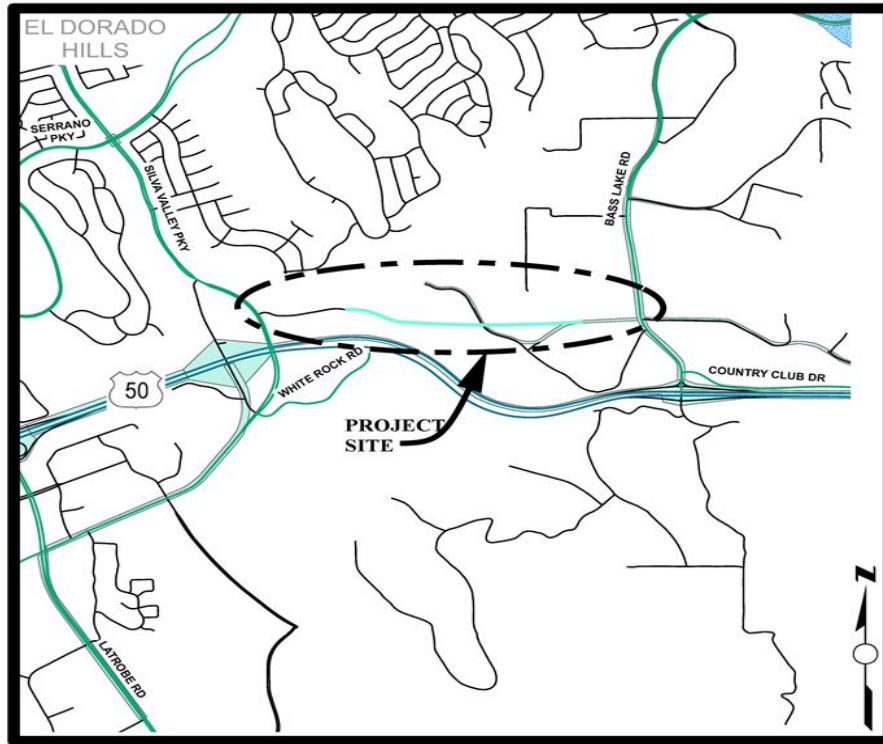 EL DORADO
HILLS
SERRANO
PKY
SILVA VALLEY PKY
BASS LAKE RD
WHITE ROCK RD
50
COUNTRY CLUB DR
PROJECT
SITE
LATROBE RD
N